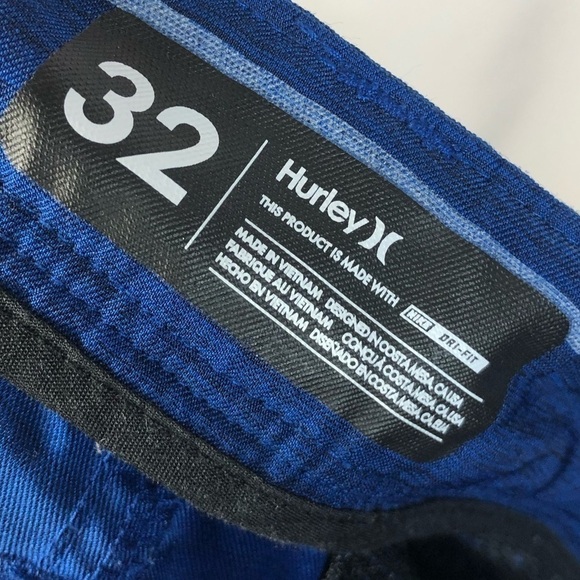 32
Hurley
THIS PRODUCT IS MADE WITH NIKE DRI-FIT
MADE IN VIETNAM DESIGNED IN COSTA MESA, CA USA
FABRIQUE AU VIETNAM CONCU A COSTA MESA, CA USA
HECHO EN VIETNAM DISEÑADO EN COSTA MESA, CA EUA